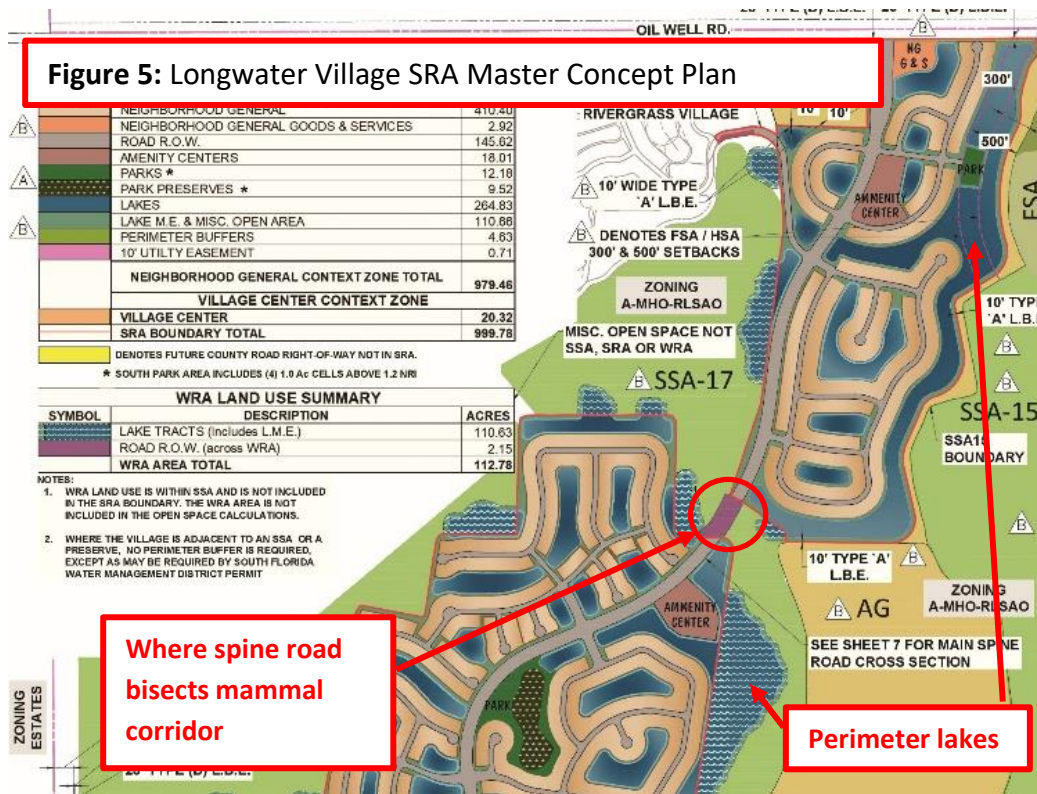 OIL WELL RD.
B
Figure 5: Longwater Village SRA Master Concept Plan
NG
G & S
300'
500'
10' 10'
RIVERGRASS VILLAGE
NEIGHBORHOOD GENERAL 410.40
B NEIGHBORHOOD GENERAL GOODS & SERVICES 2.92
ROAD R.O.W. 145.62
AMENITY CENTERS 18.01
A PARKS * 12.18
PARK PRESERVES * 9.52
LAKES 264.83
B LAKE M.E. & MISC. OPEN AREA 110.66
PERIMETER BUFFERS 4.63
10' UTILTY EASEMENT 0.71
NEIGHBORHOOD GENERAL CONTEXT ZONE TOTAL 979.46
VILLAGE CENTER CONTEXT ZONE
VILLAGE CENTER 20.32
SRA BOUNDARY TOTAL 999.78
DENOTES FUTURE COUNTY ROAD RIGHT-OF-WAY NOT IN SRA.
* SOUTH PARK AREA INCLUDES (4) 1.0 Ac CELLS ABOVE 1.2 NRI
WRA LAND USE SUMMARY
SYMBOL DESCRIPTION ACRES
LAKE TRACTS (Includes L.M.E.) 110.63
ROAD R.O.W. (across WRA) 2.15
WRA AREA TOTAL 112.78
NOTES:
1. WRA LAND USE IS WITHIN SSA AND IS NOT INCLUDED
IN THE SRA BOUNDARY. THE WRA AREA IS NOT
INCLUDED IN THE OPEN SPACE CALCULATIONS.
2. WHERE THE VILLAGE IS ADJACENT TO AN SSA OR A
PRESERVE, NO PERIMETER BUFFER IS REQUIRED,
EXCEPT AS MAY BE REQUIRED BY SOUTH FLORIDA
WATER MANAGEMENT DISTRICT PERMIT
B 10' WIDE TYPE
'A' L.B.E.
B DENOTES FSA / HSA
300' & 500' SETBACKS
ZONING
A-MHO-RLSAO
MISC. OPEN SPACE NOT
SSA, SRA OR WRA
B SSA-17
PARK
AMMENITY
CENTER
FSA
10' TYPE
'A' L.B.E
B
B
SSA-15
SSA15
BOUNDARY
B
10' TYPE 'A' B
L.B.E.
ZONING
A-MHO-RLSAO
B AG
SEE SHEET 7 FOR MAIN SPINE
ROAD CROSS SECTION
AMMENITY
CENTER
PARK
Where spine road
bisects mammal
corridor
Perimeter lakes
ZONING
ESTATES